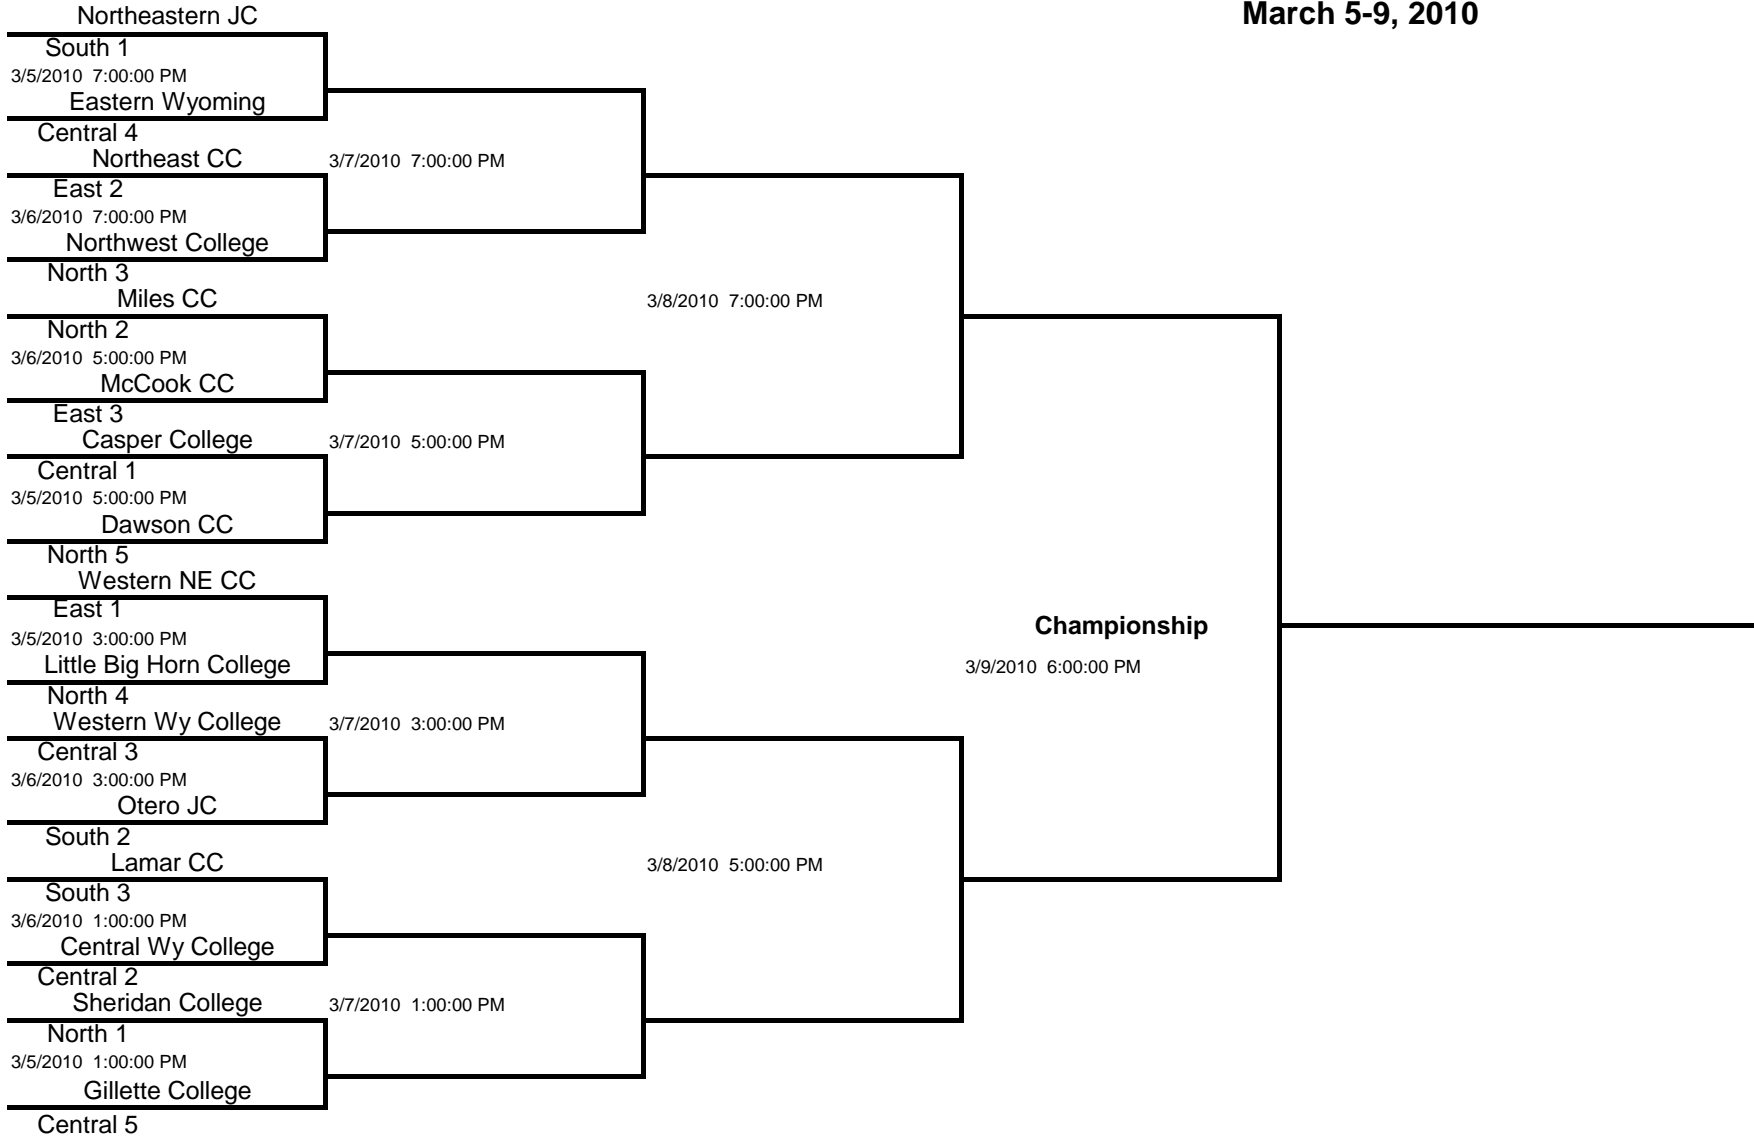 Northeastern JC
March 5-9, 2010
South 1
3/5/2010 7:00:00 PM
Eastern Wyoming
Central 4
Northeast CC
3/7/2010 7:00:00 PM
East 2
3/6/2010 7:00:00 PM
Northwest College
North 3
Miles CC
3/8/2010 7:00:00 PM
North 2
3/6/2010 5:00:00 PM
McCook CC
East 3
Casper College
3/7/2010 5:00:00 PM
Central 1
3/5/2010 5:00:00 PM
Dawson CC
North 5
Western NE CC
East 1
Championship
3/5/2010 3:00:00 PM
Little Big Horn College
3/9/2010 6:00:00 PM
North 4
Western Wy College
3/7/2010 3:00:00 PM
Central 3
3/6/2010 3:00:00 PM
Otero JC
South 2
Lamar CC
3/8/2010 5:00:00 PM
South 3
3/6/2010 1:00:00 PM
Central Wy College
Central 2
Sheridan College
3/7/2010 1:00:00 PM
North 1
3/5/2010 1:00:00 PM
Gillette College
Central 5